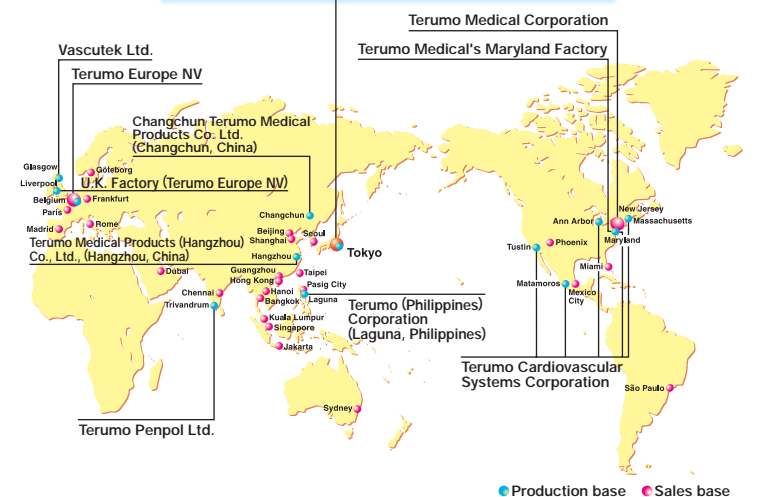 Terumo Medical Corporation
Vascutek Ltd.
Terumo Medical's Maryland Factory
Terumo Europe NV
Changchun Terumo Medical
Products Co. Ltd.
(Changchun, China)
Glasgow
Göteborg
Liverpool
U.K. Factory (Terumo Europe NV)
Belgium
Frankfurt
Paris
Madrid
Rome
Changchun
Beijing
Seoul
Shanghai
Hangzhou
Tokyo
Terumo Medical Products (Hangzhou)
Co., Ltd., (Hangzhou, China)
Dubai
Guangzhou
Hong Kong
Taipei
Pasig City
Chennai
Hanoi
Bangkok
Laguna
Trivandrum
Kuala Lumpur
Singapore
Jakarta
Terumo (Philippines)
Corporation
(Laguna, Philippines)
New Jersey
Ann Arbor
Massachusetts
Maryland
Tustin
Phoenix
Miami
Matamoros
Mexico
City
Terumo Cardiovascular
Systems Corporation
São Paulo
Sydney
Terumo Penpol Ltd.
Production base
Sales base